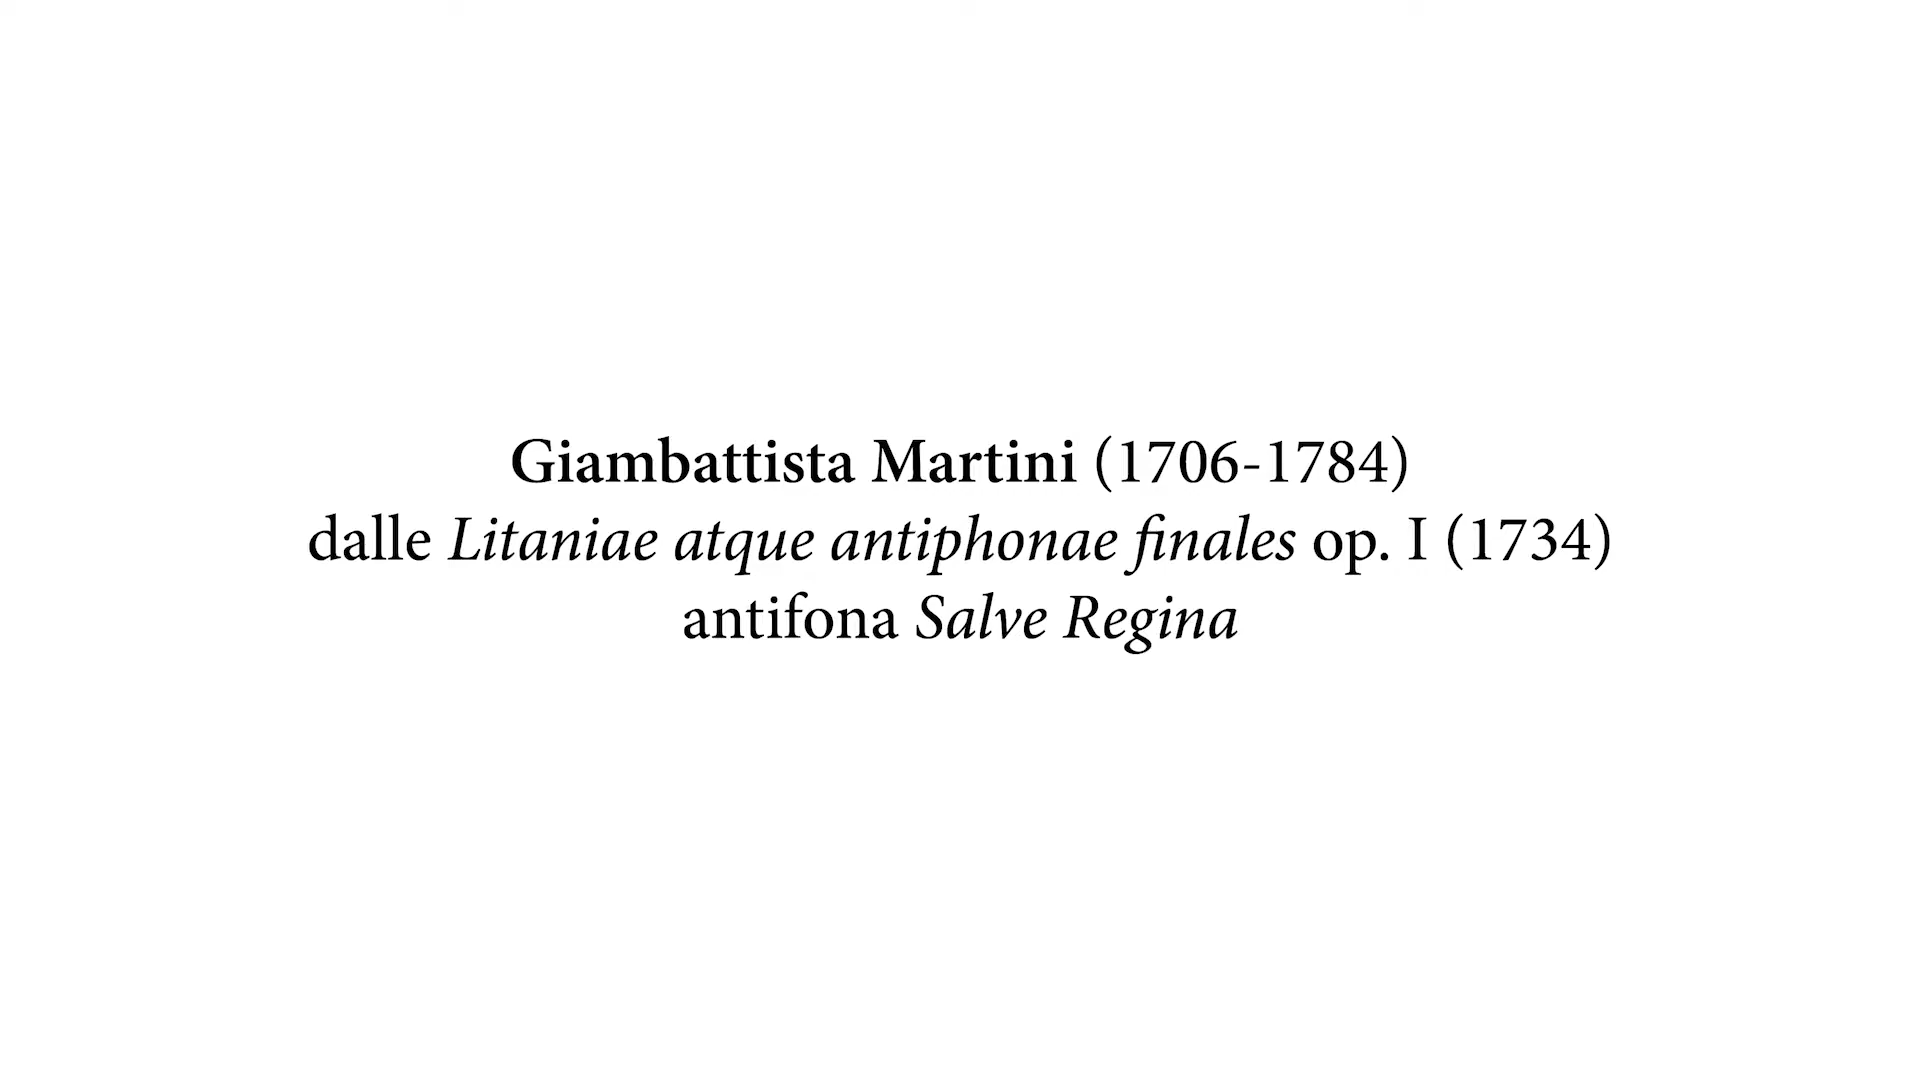 Giambattista Martini (1706-1784)
dalle Litaniae atque antiphonae finales op. I (1734)
antifona Salve Regina